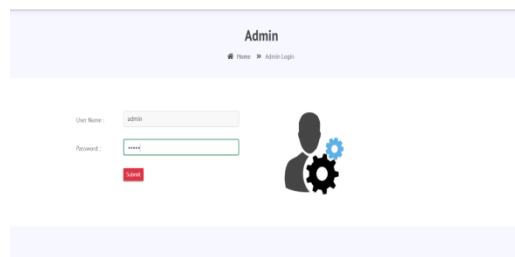 Admin
Home » Admin Login
User Name :
admin
Password :
•••••
Submit